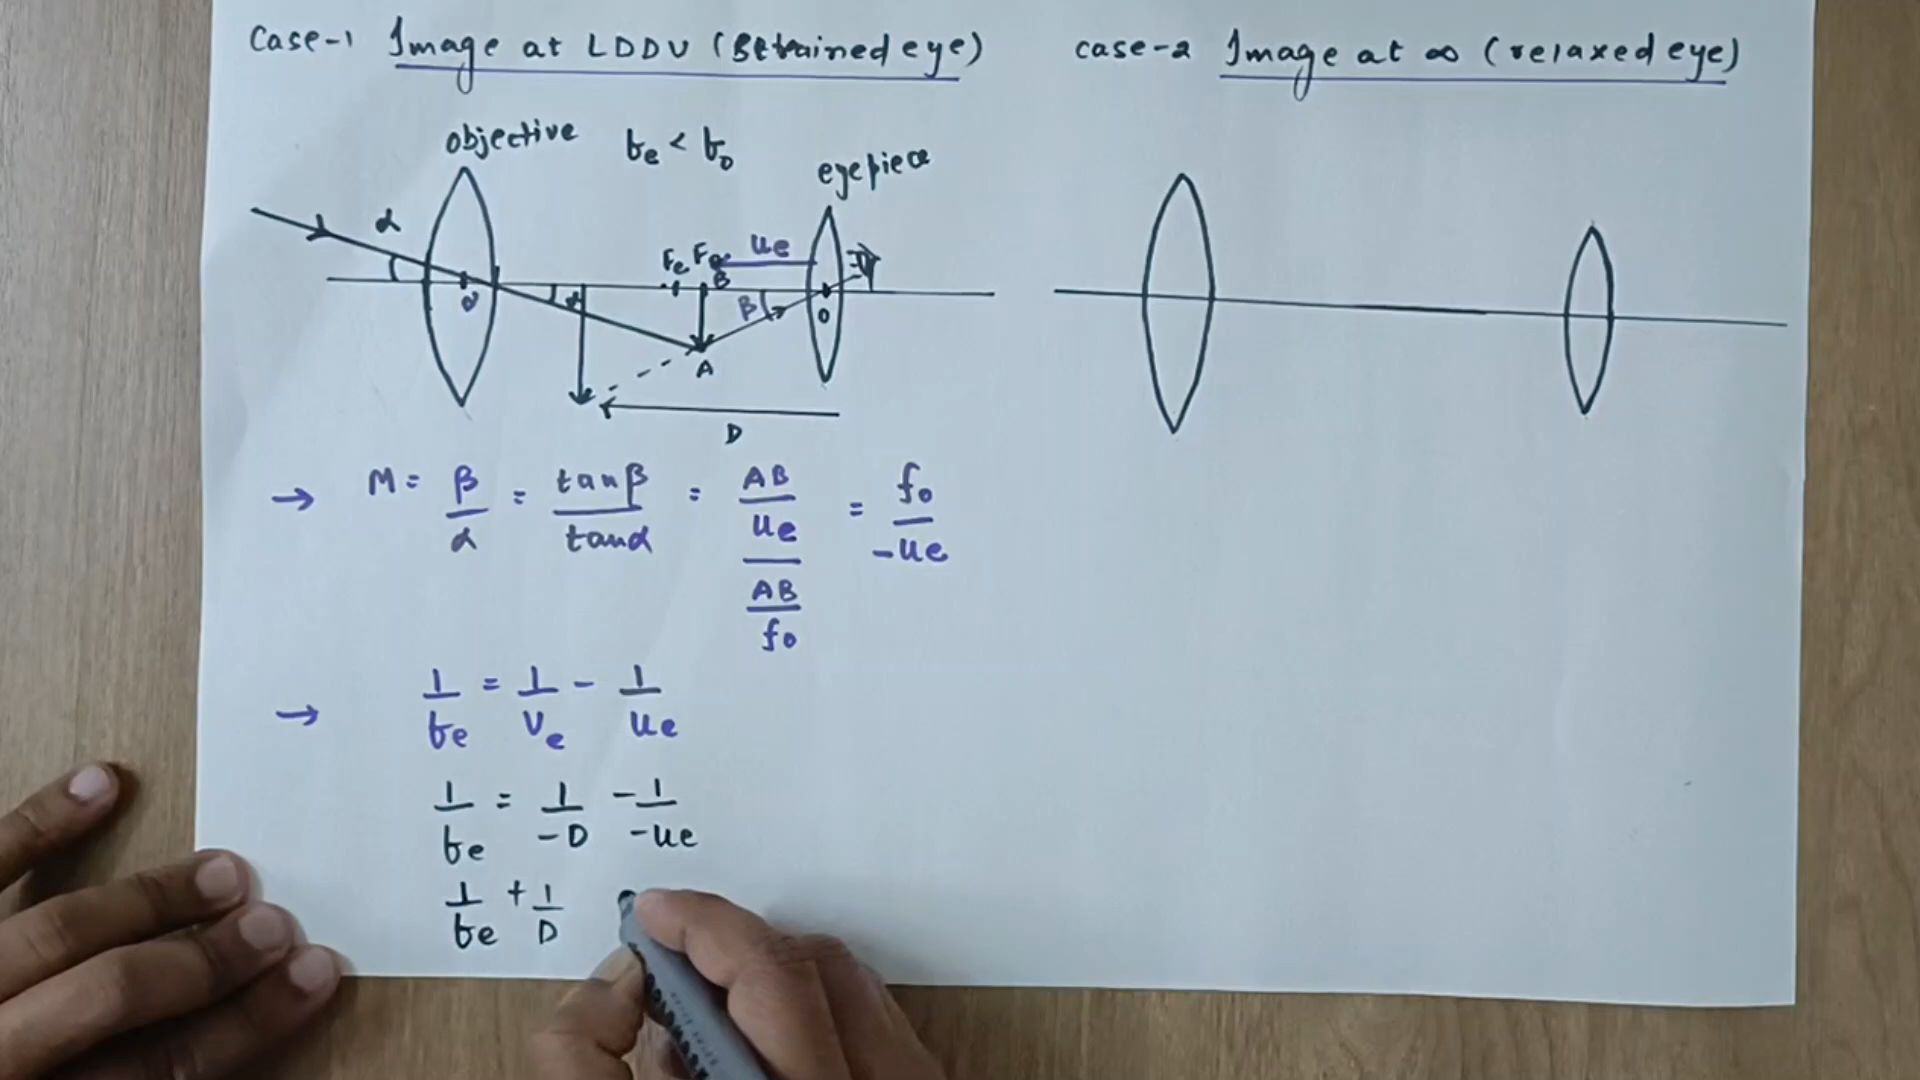 Case-1 Image at LDDV (Strained eye)
case-2 Image at ∞ (relaxed eye)
objective
fe < fo
eyepiece
α
Fe Fo
ue
B
β
α
O
A
D
→ M = β/α = tanβ/tanα = (AB/ue)/(AB/fo) = fo/-ue
→ 1/fe = 1/Ve - 1/ue
1/fe = 1/-D - 1/-ue
1/fe + 1/D